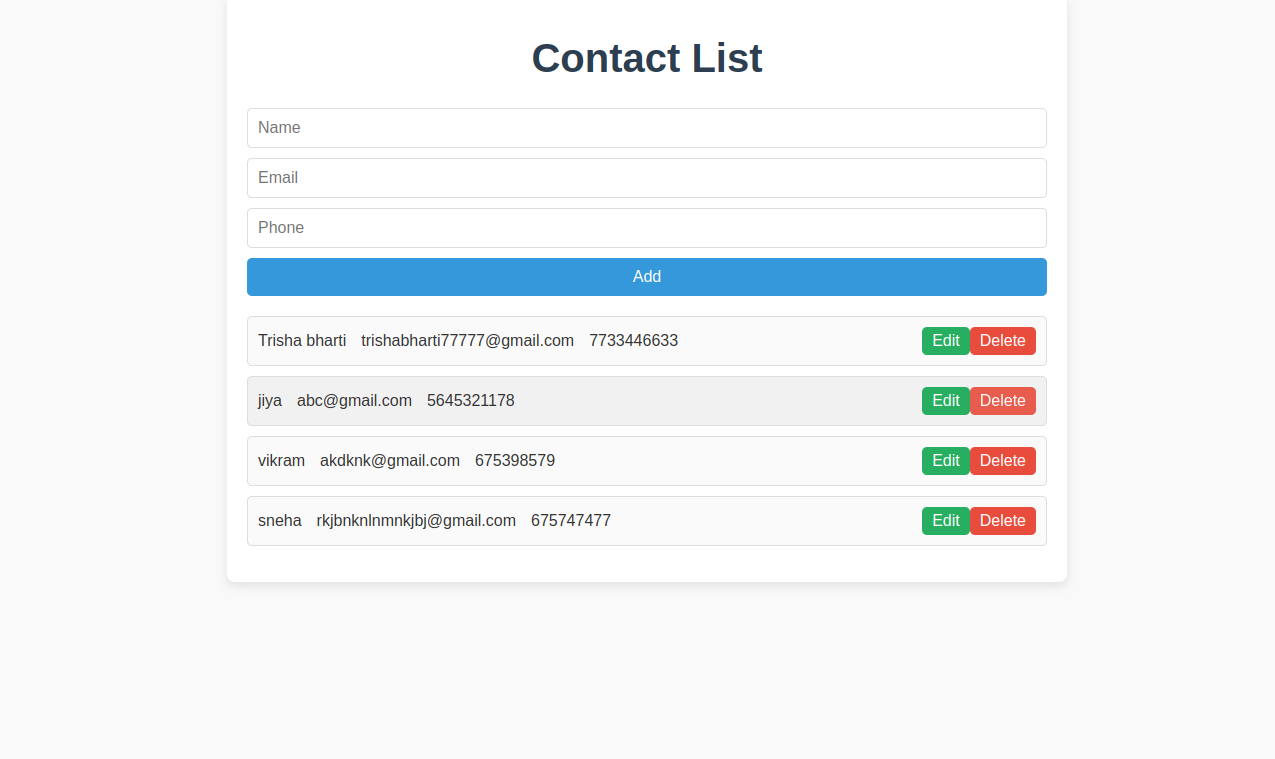 Contact List
Name
Email
Phone
Add
Trisha bharti trishabharti77777@gmail.com 7733446633 Edit Delete
jiya abc@gmail.com 5645321178 Edit Delete
vikram akdknk@gmail.com 675398579 Edit Delete
sneha rkjbnknlnmnkjbj@gmail.com 675747477 Edit Delete